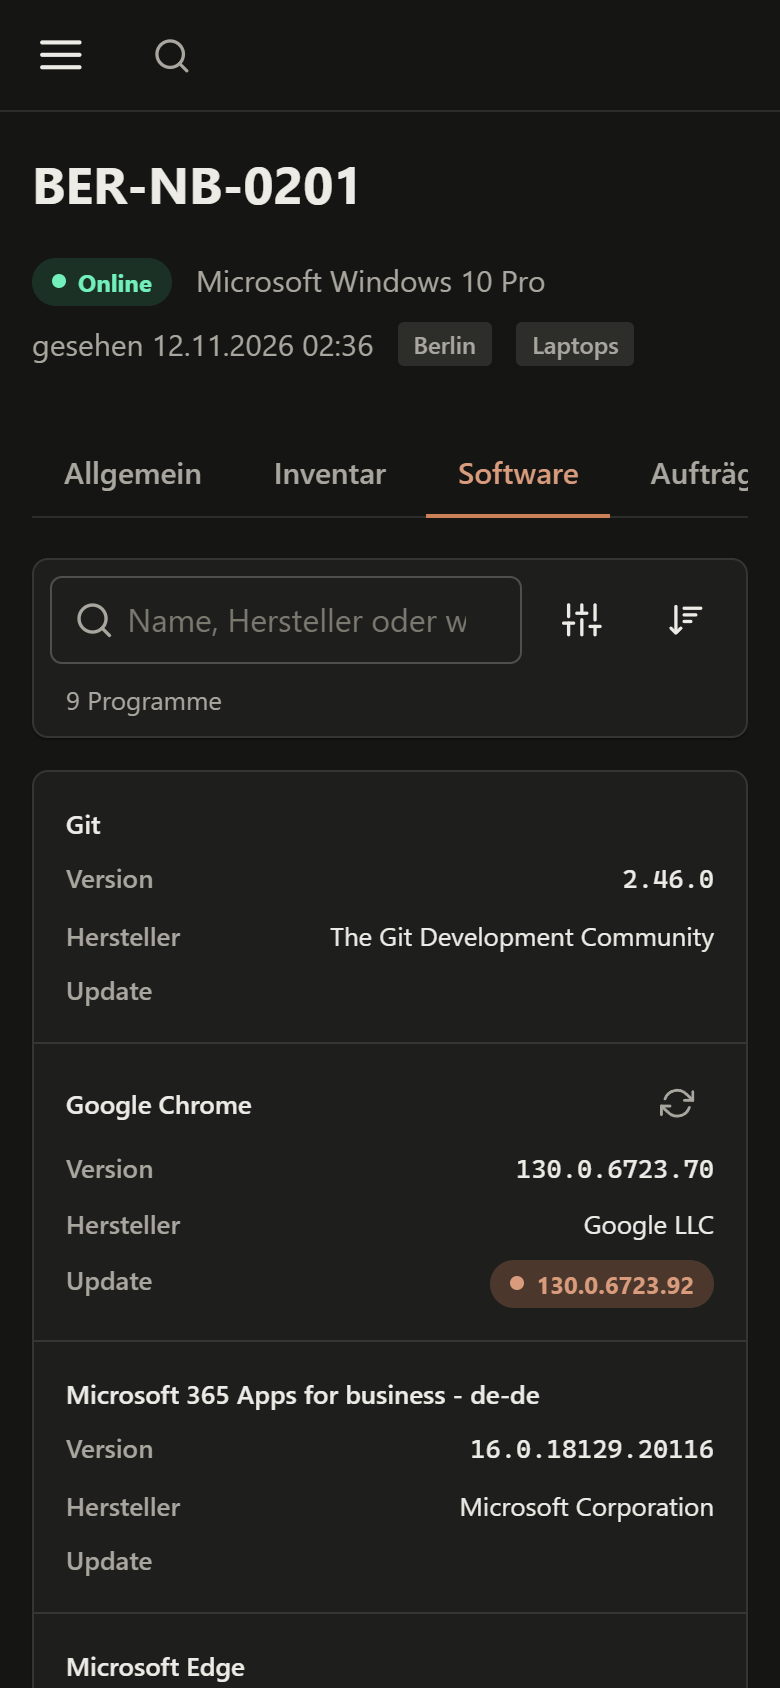 BER-NB-0201
Online Microsoft Windows 10 Pro
gesehen 12.11.2026 02:36 Berlin Laptops
Allgemein Inventar Software Aufträg
Name, Hersteller oder w
9 Programme
Git
Version 2.46.0
Hersteller The Git Development Community
Update
Google Chrome
Version 130.0.6723.70
Hersteller Google LLC
Update 130.0.6723.92
Microsoft 365 Apps for business - de-de
Version 16.0.18129.20116
Hersteller Microsoft Corporation
Update
Microsoft Edge